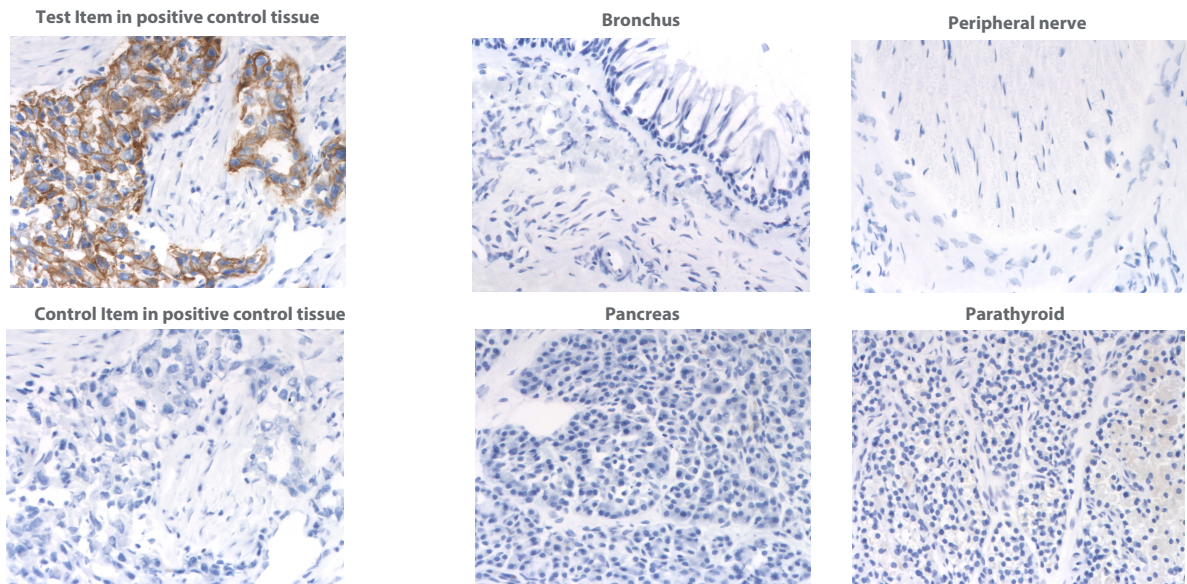 Test Item in positive control tissue
Bronchus
Peripheral nerve
Control Item in positive control tissue
Pancreas
Parathyroid